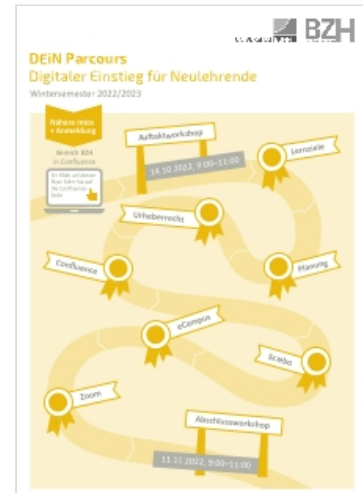 BZH
DEiN Parcours
Digitaler Einstieg für Neulehrende
Wintersemester 2022/2023
Nähere Infos
+ Anmeldung
Bereich BZH
in Confluence
Auftaktworkshop
14.10.2022, 9:00–11:00
Lernziele
Urheberrecht
Confluence
Planung
eCampus
Sciebo
Zoom
Abschlussworkshop
11.11.2022, 9:00–11:00